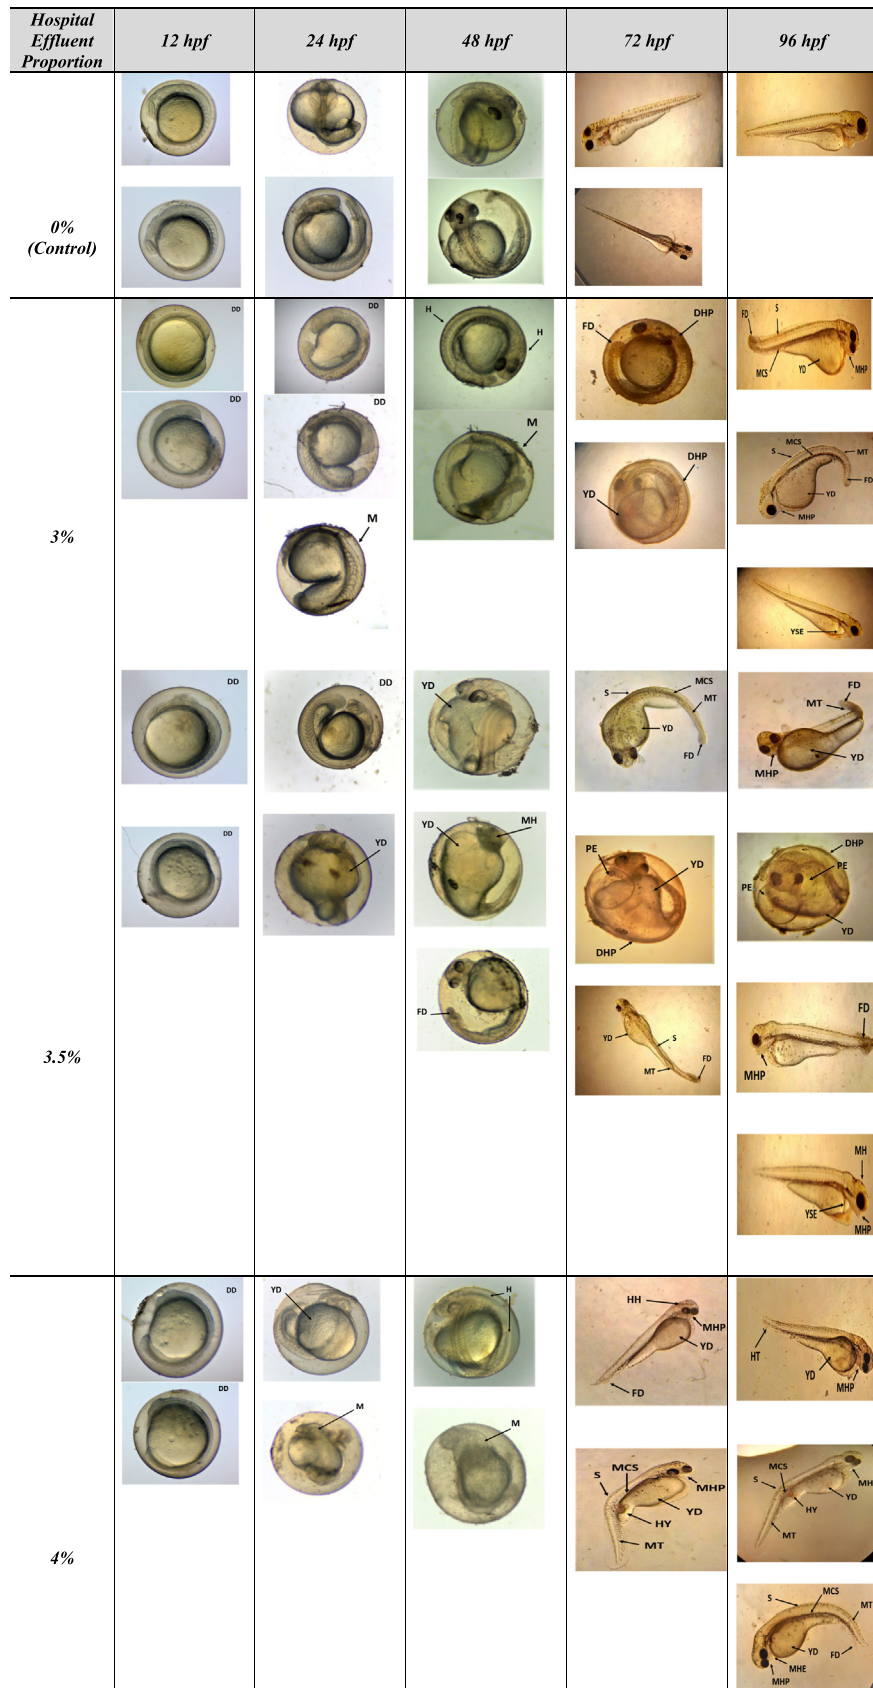 Hospital Effluent Proportion 12 hpf 24 hpf 48 hpf 72 hpf 96 hpf
0% (Control)
3%
DD
DD
DD
DD
M
H
H
M
FD
DHP
DHP
YD
FD
S
MCS
YD
MHP
MCS
S
MT
FD
YD
MHP
YSE
3.5%
DD
DD
DD
YD
YD
YD
MH
FD
S
MCS
MT
YD
FD
PE
YD
DHP
YD
S
MT
FD
FD
MT
MHP
YD
DHP
PE
PE
YD
FD
MHP
MH
YSE
MHP
4%
DD
DD
YD
M
H
M
HH
MHP
YD
FD
S
MCS
MHP
YD
HY
MT
HT
YD
MHP
MCS
S
MH
YD
HY
MT
S
MCS
MT
YD
FD
MHE
MHP